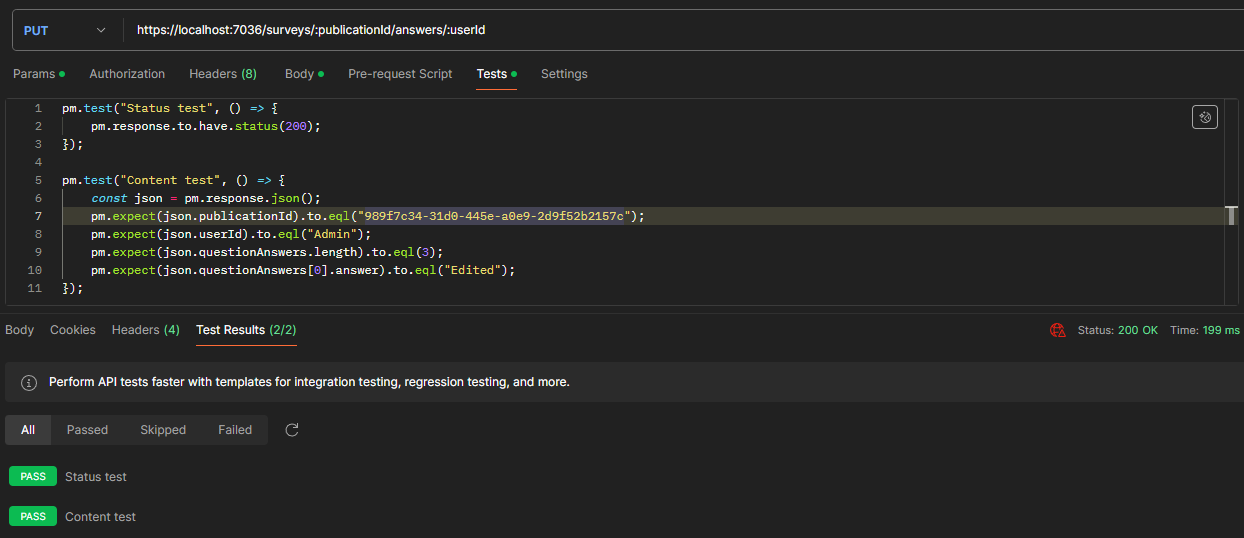 PUT https://localhost:7036/surveys/:publicationId/answers/:userId
Params Authorization Headers (8) Body Pre-request Script Tests Settings
1 pm.test("Status test", () => {
2 pm.response.to.have.status(200);
3 });
4
5 pm.test("Content test", () => {
6 const json = pm.response.json();
7 pm.expect(json.publicationId).to.eql("989f7c34-31d0-445e-a0e9-2d9f52b2157c");
8 pm.expect(json.userId).to.eql("Admin");
9 pm.expect(json.questionAnswers.length).to.eql(3);
10 pm.expect(json.questionAnswers[0].answer).to.eql("Edited");
11 });
Body Cookies Headers (4) Test Results (2/2) Status: 200 OK Time: 199 ms
Perform API tests faster with templates for integration testing, regression testing, and more.
All Passed Skipped Failed
PASS Status test
PASS Content test